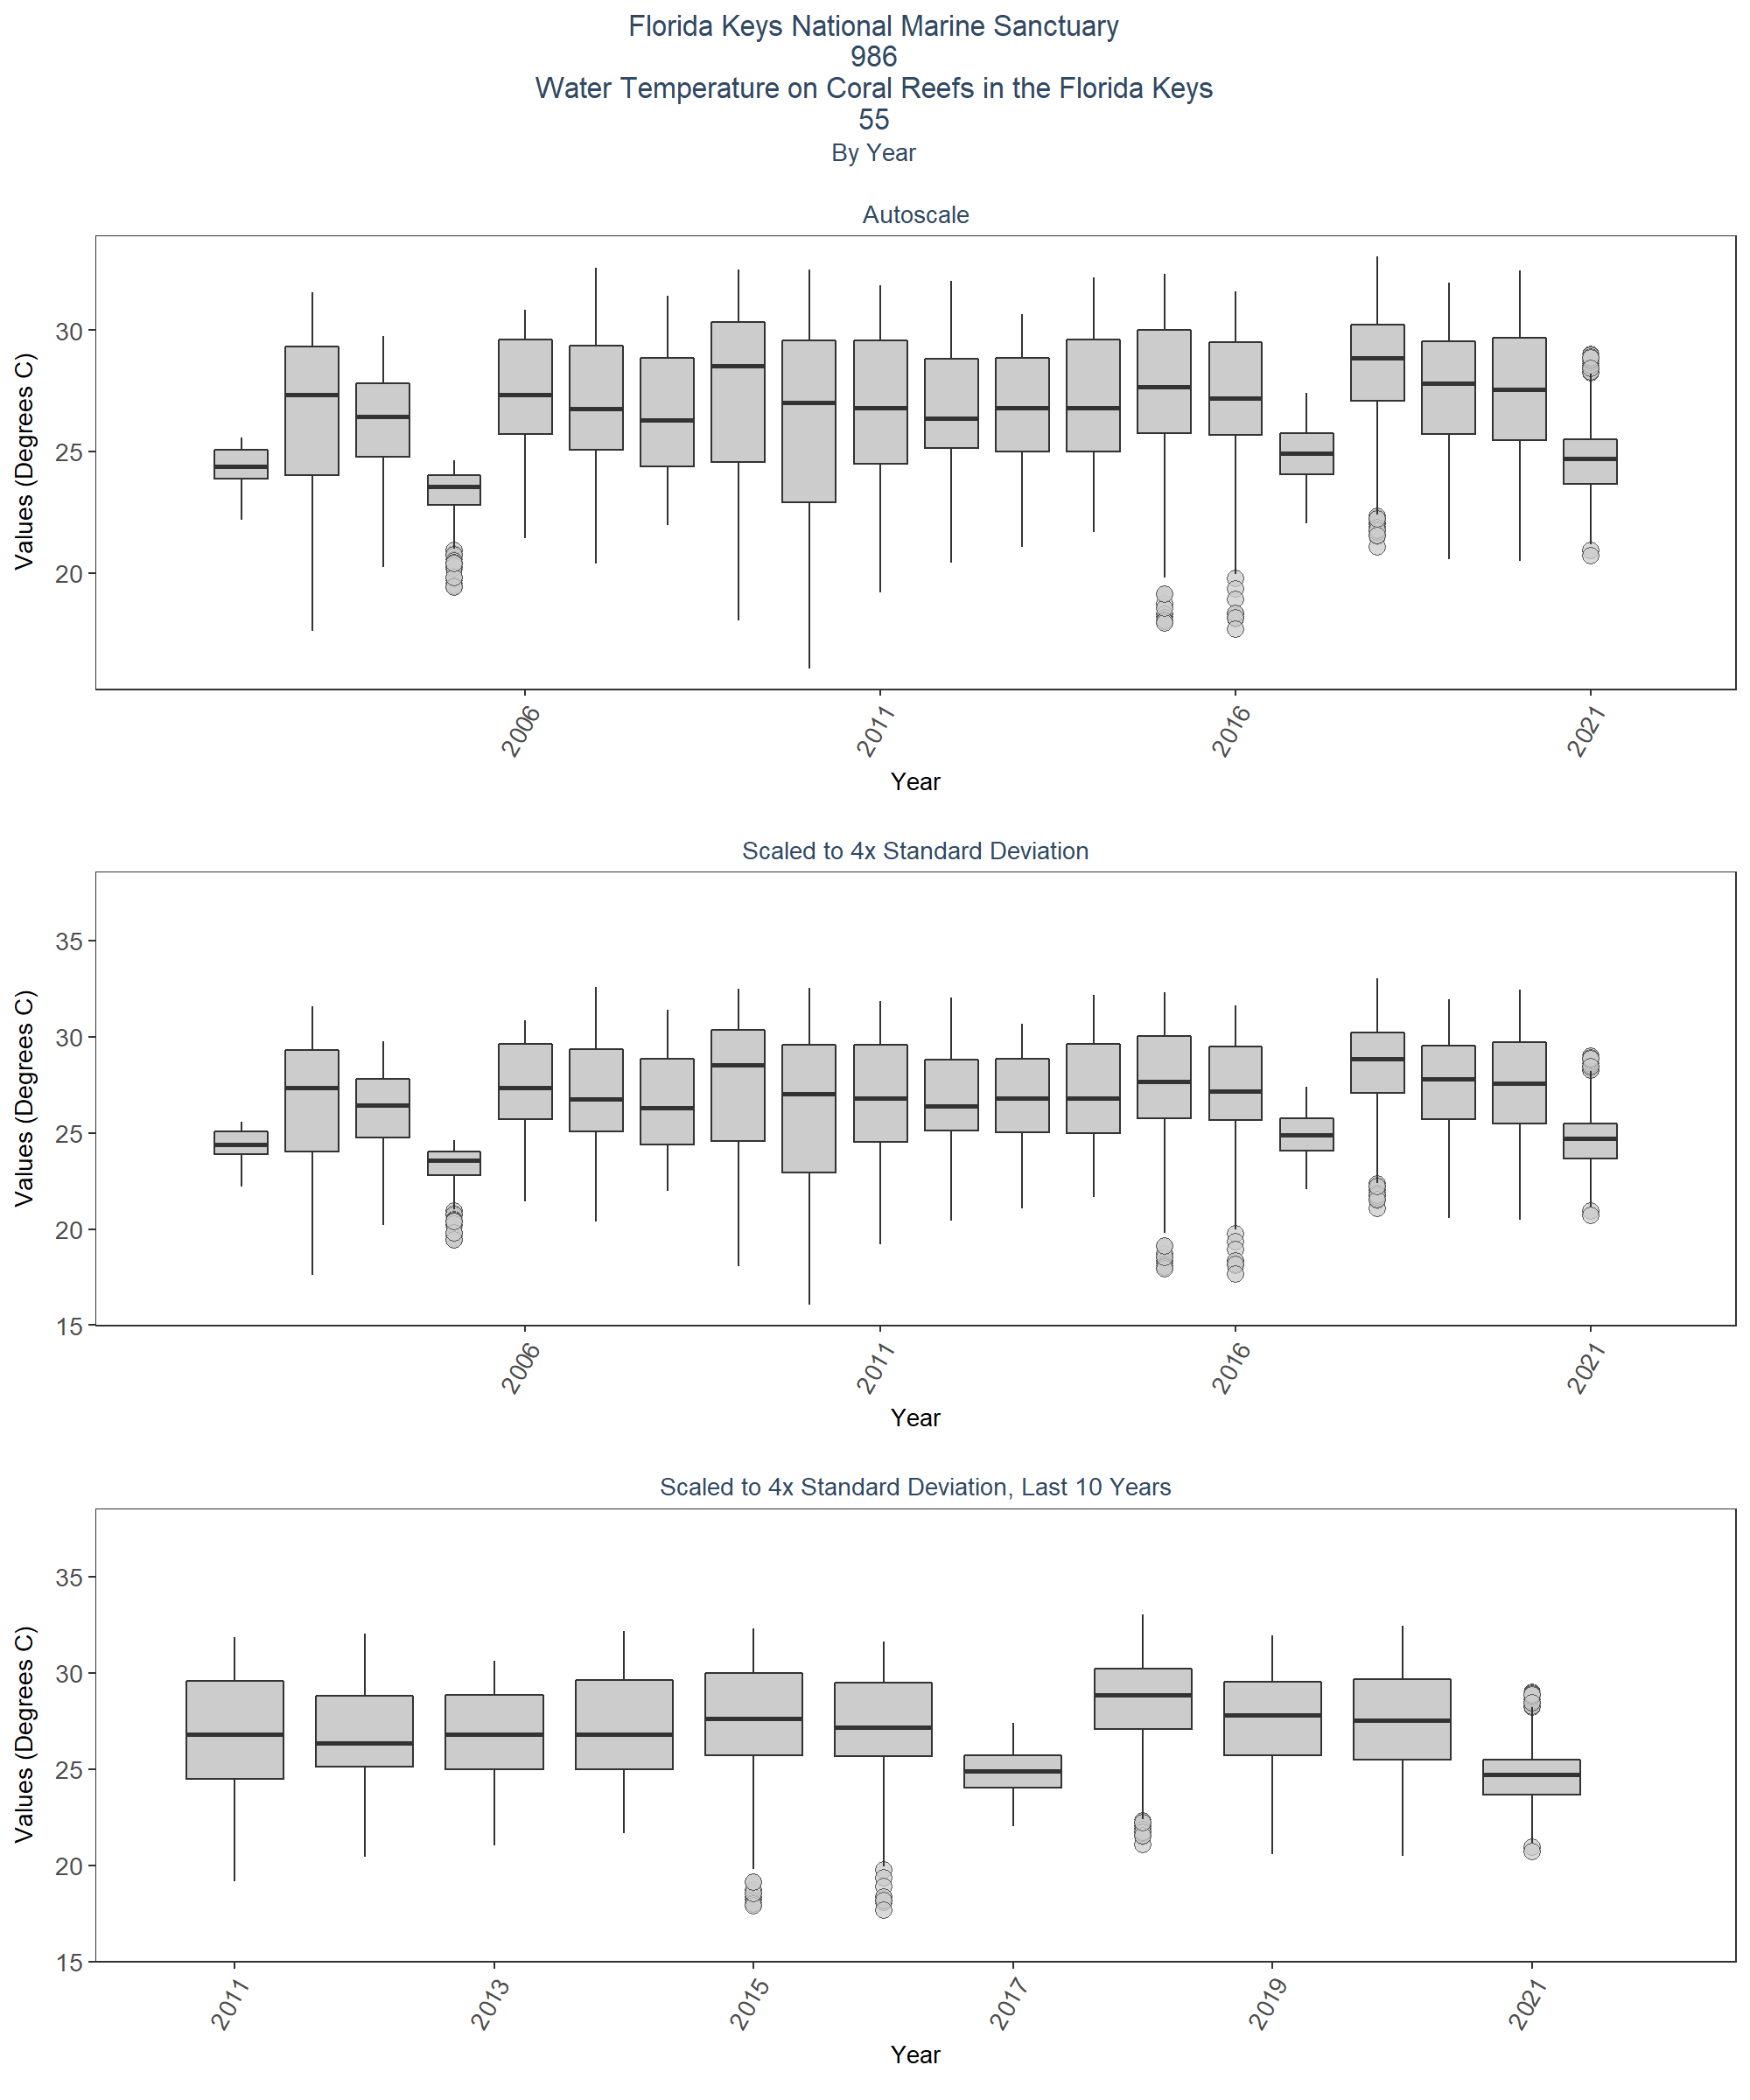 Florida Keys National Marine Sanctuary
986
Water Temperature on Coral Reefs in the Florida Keys
55
By Year
Autoscale
Values (Degrees C)
30
25
20
2006
2011
2016
2021
Year
Scaled to 4x Standard Deviation
Values (Degrees C)
35
30
25
20
15
2006
2011
2016
2021
Year
Scaled to 4x Standard Deviation, Last 10 Years
Values (Degrees C)
35
30
25
20
15
2011
2013
2015
2017
2019
2021
Year